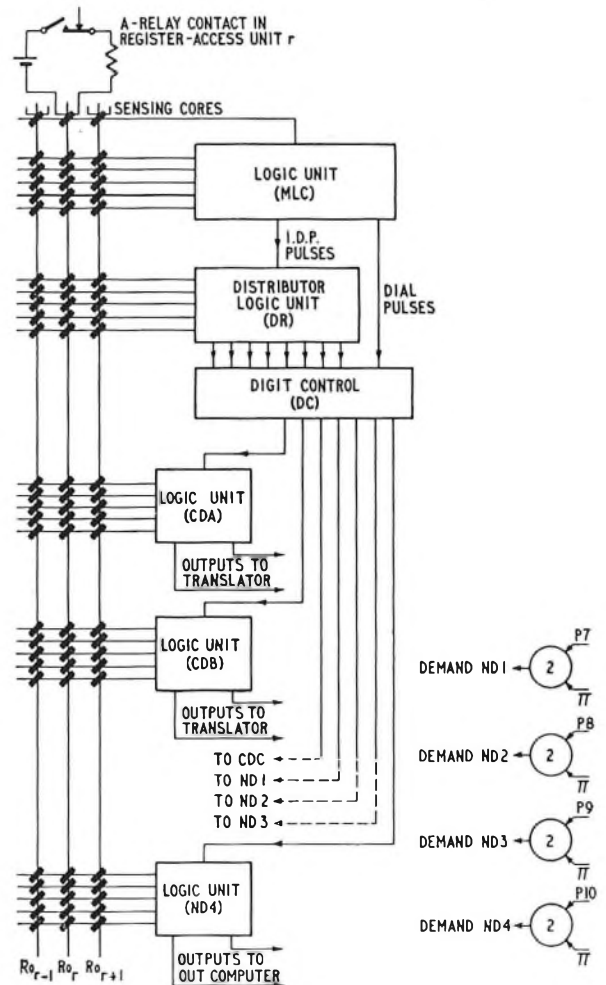 A-RELAY CONTACT IN
REGISTER-ACCESS UNIT r
SENSING CORES
LOGIC UNIT
(MLC)
I.D.P.
PULSES
DISTRIBUTOR
LOGIC UNIT
(DR)
DIAL
PULSES
DIGIT CONTROL
(DC)
LOGIC UNIT
(CDA)
OUTPUTS TO
TRANSLATOR
LOGIC UNIT
(CDB)
OUTPUTS TO
TRANSLATOR
TO CDC
TO ND1
TO ND2
TO ND3
LOGIC UNIT
(ND4)
OUTPUTS TO
OUT COMPUTER
Ro r-1 Ro r Ro r+1
P7
DEMAND ND1 2
π
P8
DEMAND ND2 2
π
P9
DEMAND ND3 2
π
P10
DEMAND ND4 2
π